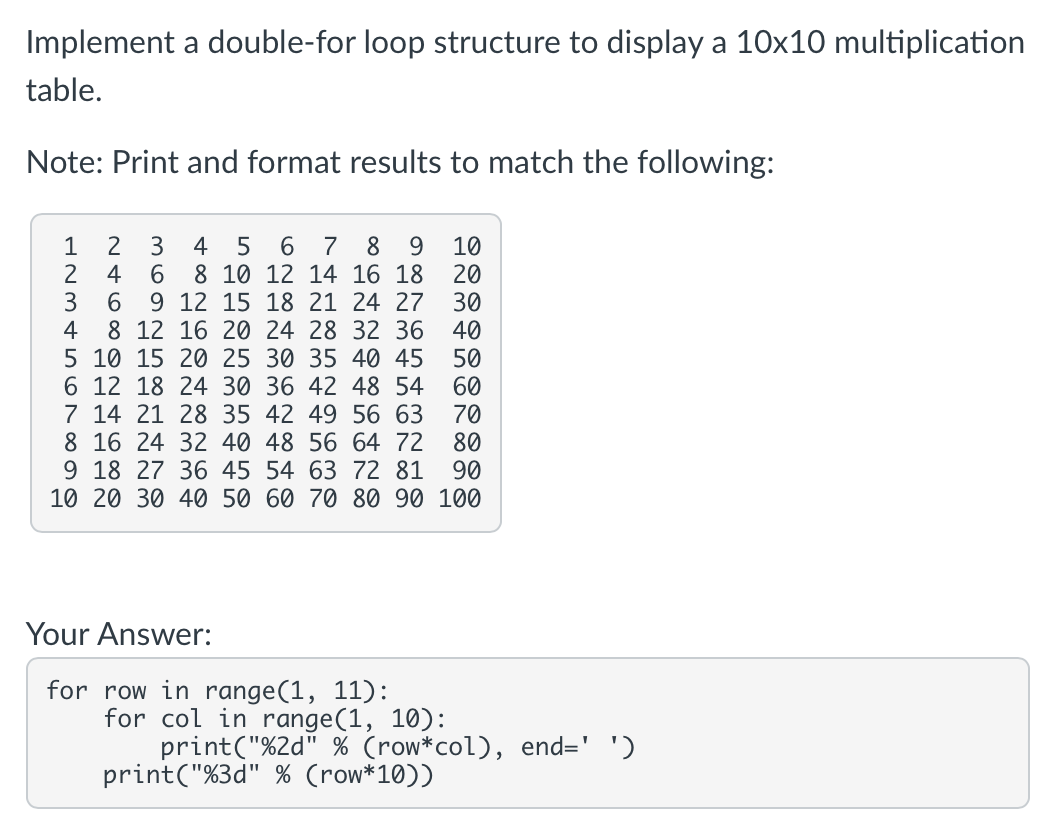 Implement a double-for loop structure to display a 10x10 multiplication
table.
Note: Print and format results to match the following:
 1  2  3  4  5  6  7  8  9  10
 2  4  6  8 10 12 14 16 18  20
 3  6  9 12 15 18 21 24 27  30
 4  8 12 16 20 24 28 32 36  40
 5 10 15 20 25 30 35 40 45  50
 6 12 18 24 30 36 42 48 54  60
 7 14 21 28 35 42 49 56 63  70
 8 16 24 32 40 48 56 64 72  80
 9 18 27 36 45 54 63 72 81  90
10 20 30 40 50 60 70 80 90 100
Your Answer:
for row in range(1, 11):
    for col in range(1, 10):
        print("%2d" % (row*col), end=' ')
    print("%3d" % (row*10))